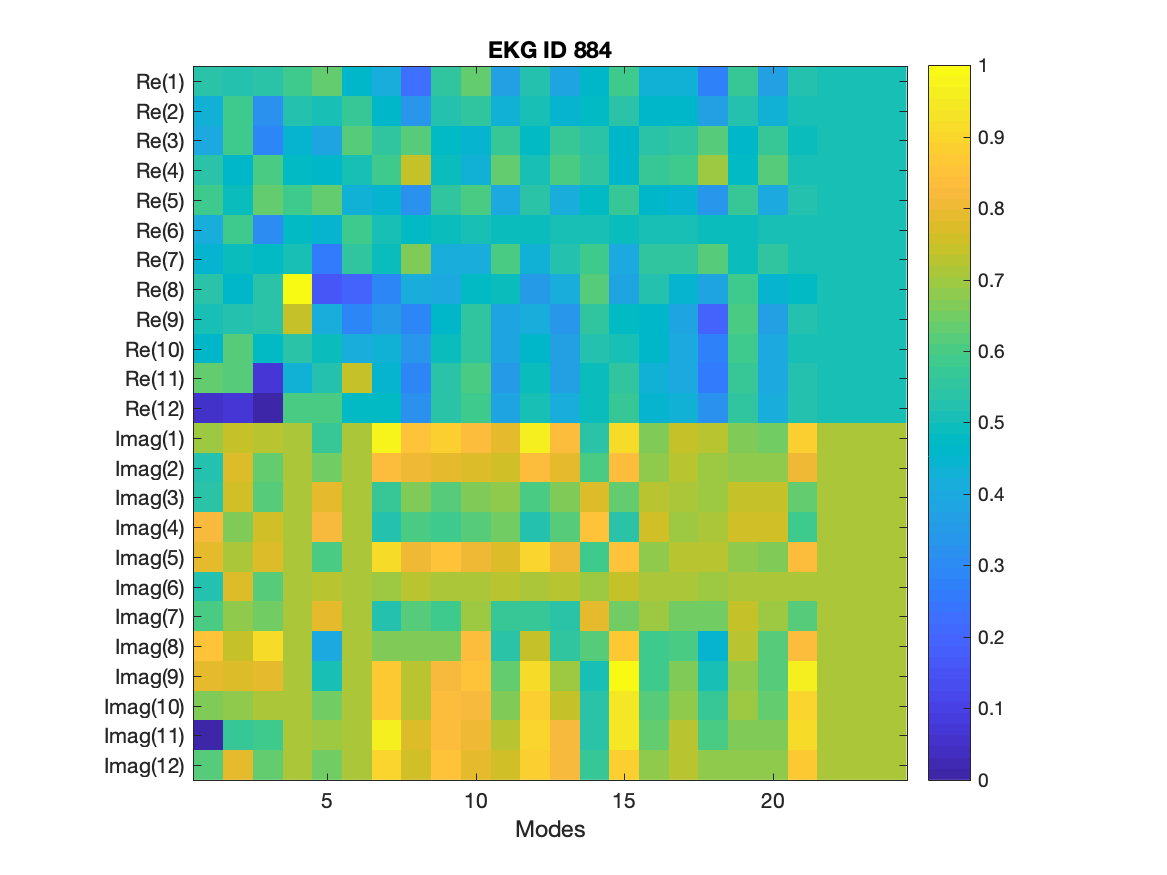 EKG ID 884
Re(1)
Re(2)
Re(3)
Re(4)
Re(5)
Re(6)
Re(7)
Re(8)
Re(9)
Re(10)
Re(11)
Re(12)
Imag(1)
Imag(2)
Imag(3)
Imag(4)
Imag(5)
Imag(6)
Imag(7)
Imag(8)
Imag(9)
Imag(10)
Imag(11)
Imag(12)
5 10 15 20
Modes
1
0.9
0.8
0.7
0.6
0.5
0.4
0.3
0.2
0.1
0